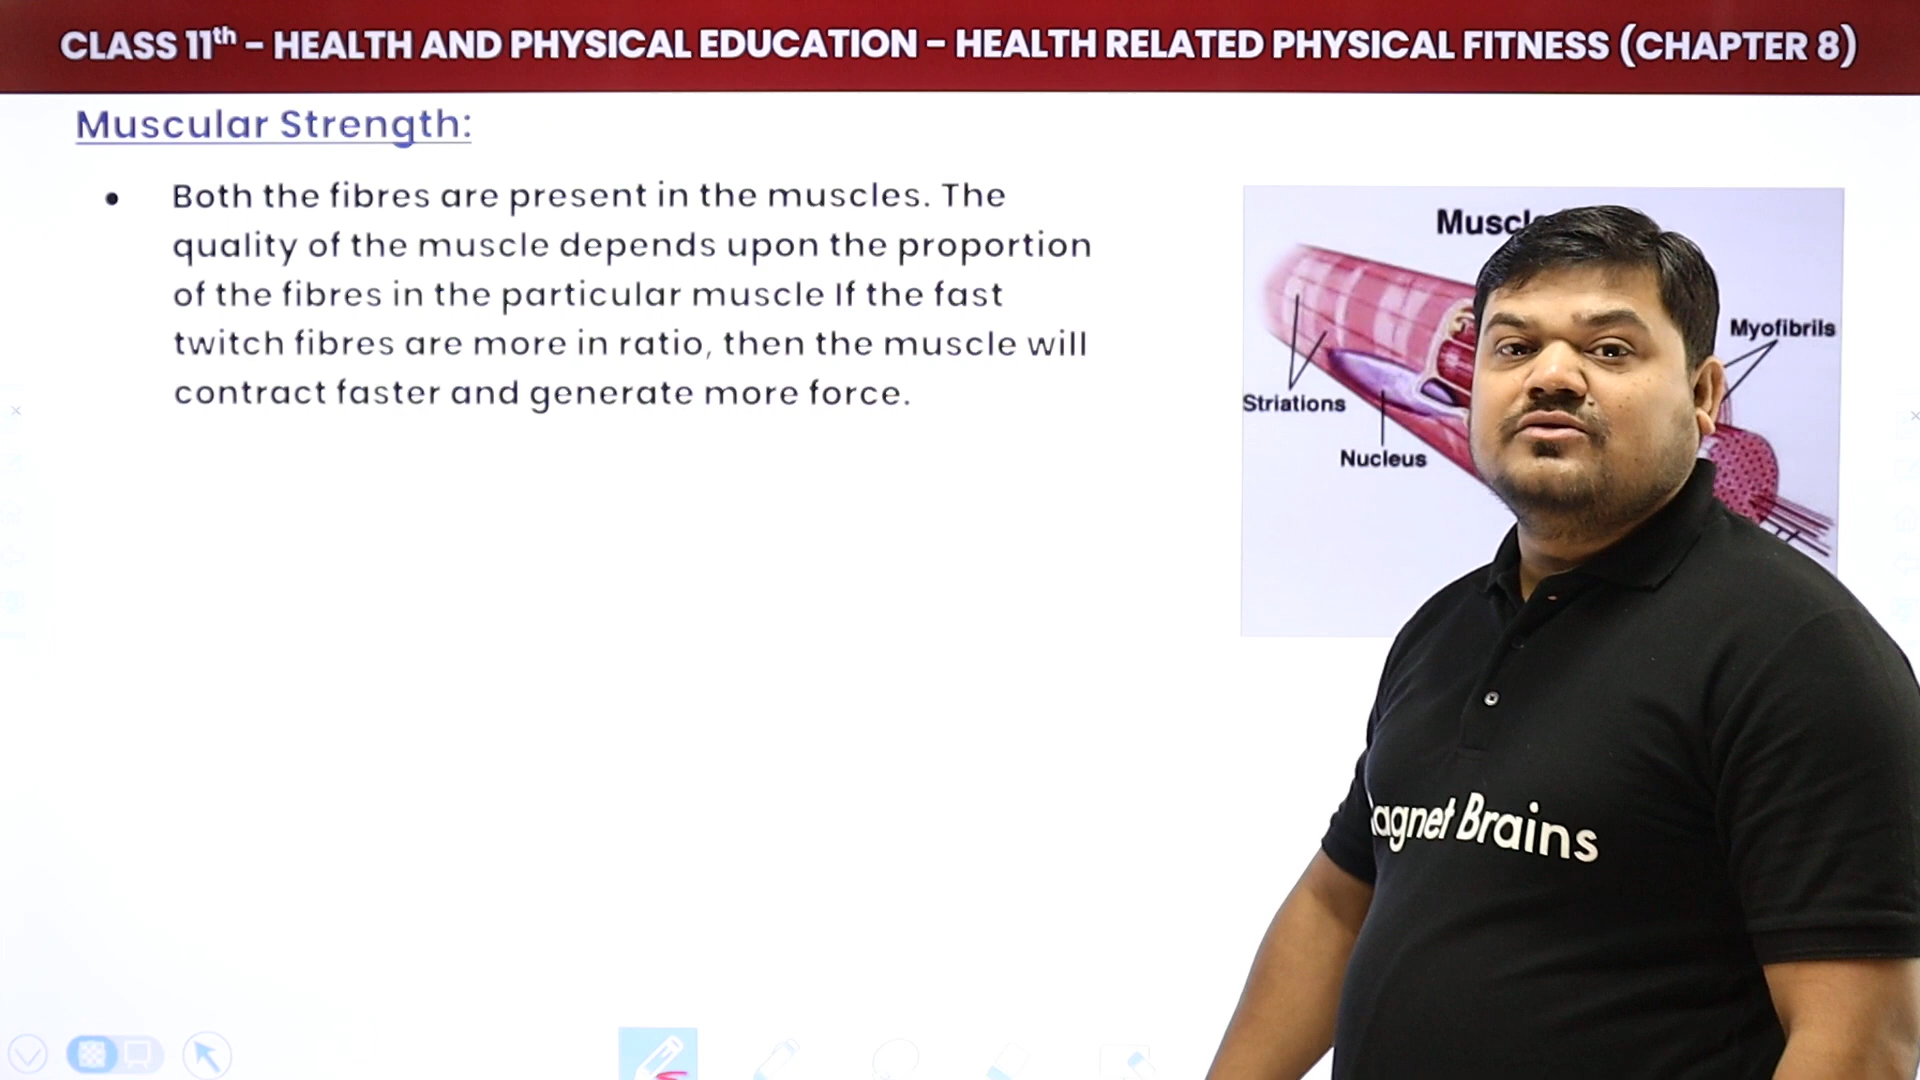 CLASS 11th – HEALTH AND PHYSICAL EDUCATION – HEALTH RELATED PHYSICAL FITNESS (CHAPTER 8)
Muscular Strength:
• Both the fibres are present in the muscles. The
quality of the muscle depends upon the proportion
of the fibres in the particular muscle If the fast
twitch fibres are more in ratio, then the muscle will
contract faster and generate more force.
Myofibrils
Striations
Nucleus
Brains